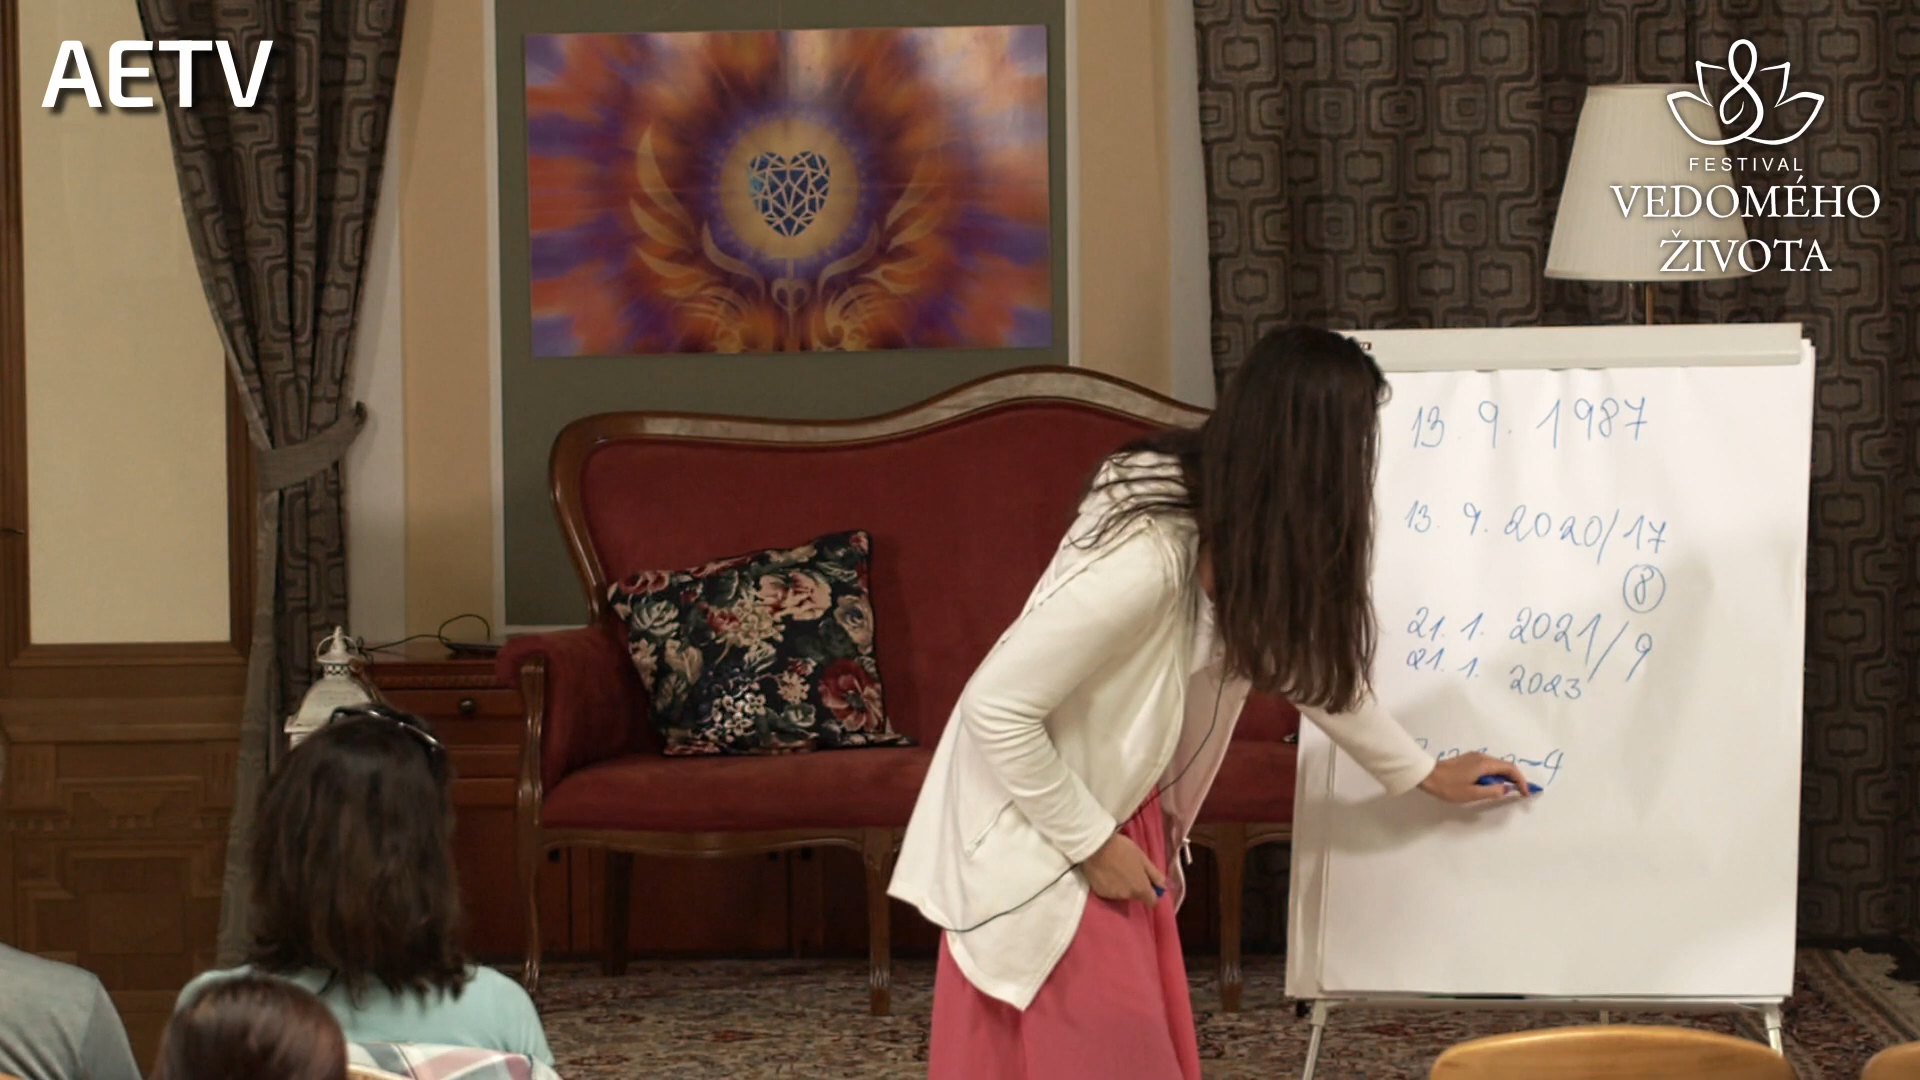 AETV
FESTIVAL
VEDOMÉHO
ŽIVOTA
13. 9. 1987
13. 9. 2020/17
8
21. 1. 2021/9
21. 1. 2023